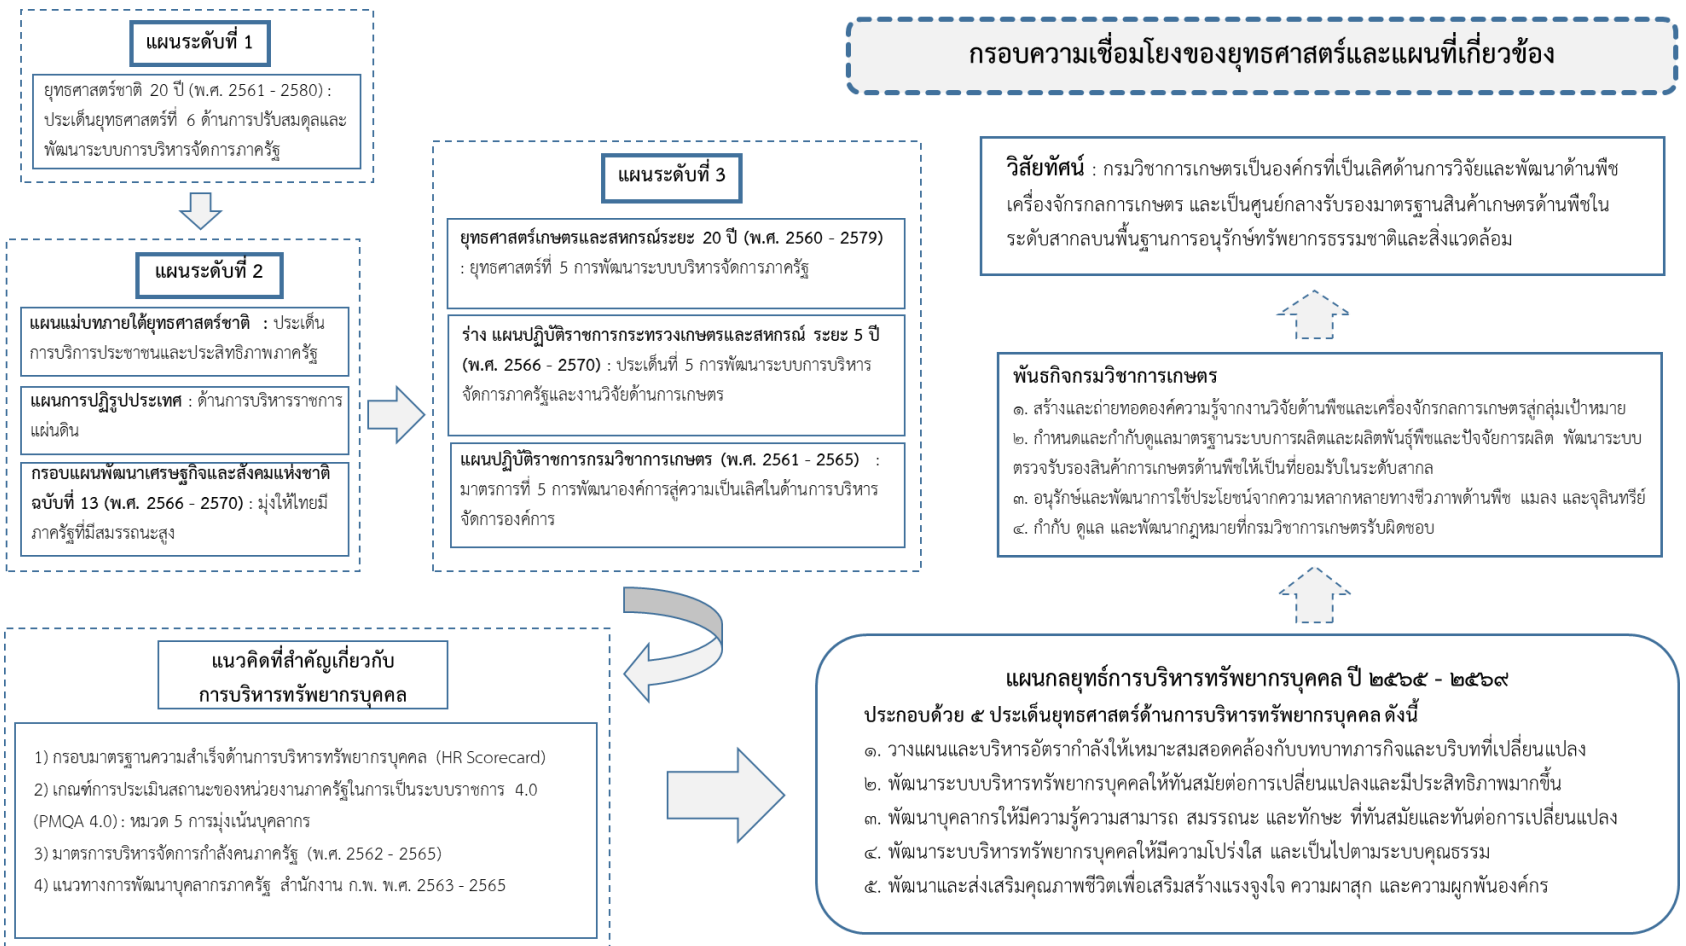 แผนระดับที่ 1
ยุทธศาสตร์ชาติ 20 ปี (พ.ศ. 2561 - 2580) :
ประเด็นยุทธศาสตร์ที่ 6 ด้านการปรับสมดุลและ
พัฒนาระบบการบริหารจัดการภาครัฐ
แผนระดับที่ 2
แผนแม่บทภายใต้ยุทธศาสตร์ชาติ : ประเด็น
การบริการประชาชนและประสิทธิภาพภาครัฐ
แผนการปฏิรูปประเทศ : ด้านการบริหารราชการ
แผ่นดิน
กรอบแผนพัฒนาเศรษฐกิจและสังคมแห่งชาติ
ฉบับที่ 13 (พ.ศ. 2566 - 2570) : มุ่งให้ไทยมี
ภาครัฐที่มีสมรรถนะสูง
แผนระดับที่ 3
ยุทธศาสตร์เกษตรและสหกรณ์ระยะ 20 ปี (พ.ศ. 2560 - 2579)
: ยุทธศาสตร์ที่ 5 การพัฒนาระบบบริหารจัดการภาครัฐ
ร่าง แผนปฏิบัติราชการกระทรวงเกษตรและสหกรณ์ ระยะ 5 ปี
(พ.ศ. 2566 - 2570) : ประเด็นที่ 5 การพัฒนาระบบการบริหาร
จัดการภาครัฐและงานวิจัยด้านการเกษตร
แผนปฏิบัติราชการกรมวิชาการเกษตร (พ.ศ. 2561 - 2565) :
มาตรการที่ 5 การพัฒนาองค์การสู่ความเป็นเลิศในด้านการบริหาร
จัดการองค์การ
แนวคิดที่สำคัญเกี่ยวกับ
การบริหารทรัพยากรบุคคล
1) กรอบมาตรฐานความสำเร็จด้านการบริหารทรัพยากรบุคคล (HR Scorecard)
2) เกณฑ์การประเมินสถานะของหน่วยงานภาครัฐในการเป็นระบบราชการ 4.0
(PMQA 4.0) : หมวด 5 การมุ่งเน้นบุคลากร
3) มาตรการบริหารจัดการกำลังคนภาครัฐ (พ.ศ. 2562 - 2565)
4) แนวทางการพัฒนาบุคลากรภาครัฐ สำนักงาน ก.พ. พ.ศ. 2563 - 2565
กรอบความเชื่อมโยงของยุทธศาสตร์และแผนที่เกี่ยวข้อง
วิสัยทัศน์ : กรมวิชาการเกษตรเป็นองค์กรที่เป็นเลิศด้านการวิจัยและพัฒนาด้านพืช
เครื่องจักรกลการเกษตร และเป็นศูนย์กลางรับรองมาตรฐานสินค้าเกษตรด้านพืชใน
ระดับสากลบนพื้นฐานการอนุรักษ์ทรัพยากรธรรมชาติและสิ่งแวดล้อม
พันธกิจกรมวิชาการเกษตร
๑. สร้างและถ่ายทอดองค์ความรู้จากงานวิจัยด้านพืชและเครื่องจักรกลการเกษตรสู่กลุ่มเป้าหมาย
๒. กำหนดและกำกับดูแลมาตรฐานระบบการผลิตและผลิตพันธุ์พืชและปัจจัยการผลิต พัฒนาระบบ
ตรวจรับรองสินค้าการเกษตรด้านพืชให้เป็นที่ยอมรับในระดับสากล
๓. อนุรักษ์และพัฒนาการใช้ประโยชน์จากความหลากหลายทางชีวภาพด้านพืช แมลง และจุลินทรีย์
๔. กำกับ ดูแล และพัฒนากฎหมายที่กรมวิชาการเกษตรรับผิดชอบ
แผนกลยุทธ์การบริหารทรัพยากรบุคคล ปี ๒๕๖๕ - ๒๕๖๙
ประกอบด้วย ๕ ประเด็นยุทธศาสตร์ด้านการบริหารทรัพยากรบุคคล ดังนี้
๑. วางแผนและบริหารอัตรากำลังให้เหมาะสมสอดคล้องกับบทบาทภารกิจและบริบทที่เปลี่ยนแปลง
๒. พัฒนาระบบบริหารทรัพยากรบุคคลให้ทันสมัยต่อการเปลี่ยนแปลงและมีประสิทธิภาพมากขึ้น
๓. พัฒนาบุคลากรให้มีความรู้ความสามารถ สมรรถนะ และทักษะ ที่ทันสมัยและทันต่อการเปลี่ยนแปลง
๔. พัฒนาระบบบริหารทรัพยากรบุคคลให้มีความโปร่งใส และเป็นไปตามระบบคุณธรรม
๕. พัฒนาและส่งเสริมคุณภาพชีวิตเพื่อเสริมสร้างแรงจูงใจ ความผาสุก และความผูกพันองค์กร